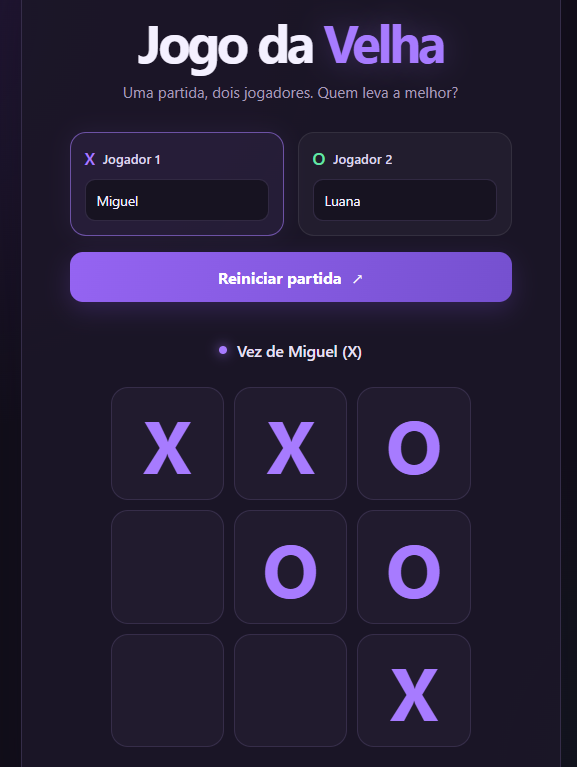 Jogo da Velha
Uma partida, dois jogadores. Quem leva a melhor?
X Jogador 1
O Jogador 2
Miguel
Luana
Reiniciar partida ↗
Vez de Miguel (X)
X X O
O O
X